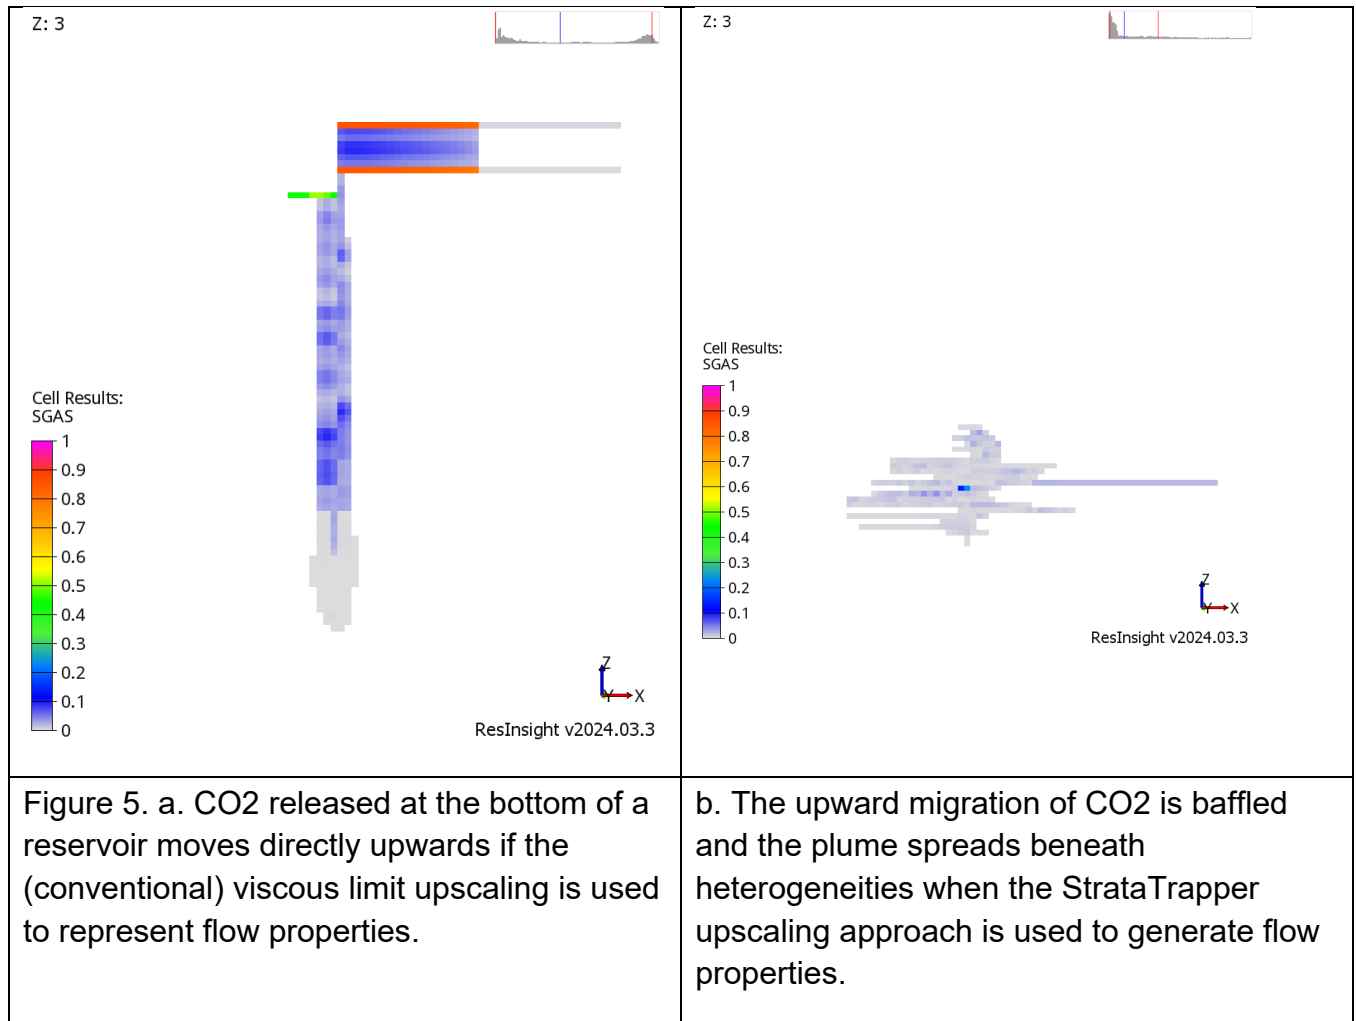 Z: 3
Cell Results:
SGAS
1
0.9
0.8
0.7
0.6
0.5
0.4
0.3
0.2
0.1
0
Z
Y
X
ResInsight v2024.03.3
Z: 3
Cell Results:
SGAS
1
0.9
0.8
0.7
0.6
0.5
0.4
0.3
0.2
0.1
0
Z
Y
X
ResInsight v2024.03.3
Figure 5. a. CO2 released at the bottom of a
reservoir moves directly upwards if the
(conventional) viscous limit upscaling is used
to represent flow properties.
b. The upward migration of CO2 is baffled
and the plume spreads beneath
heterogeneities when the StrataTrapper
upscaling approach is used to generate flow
properties.